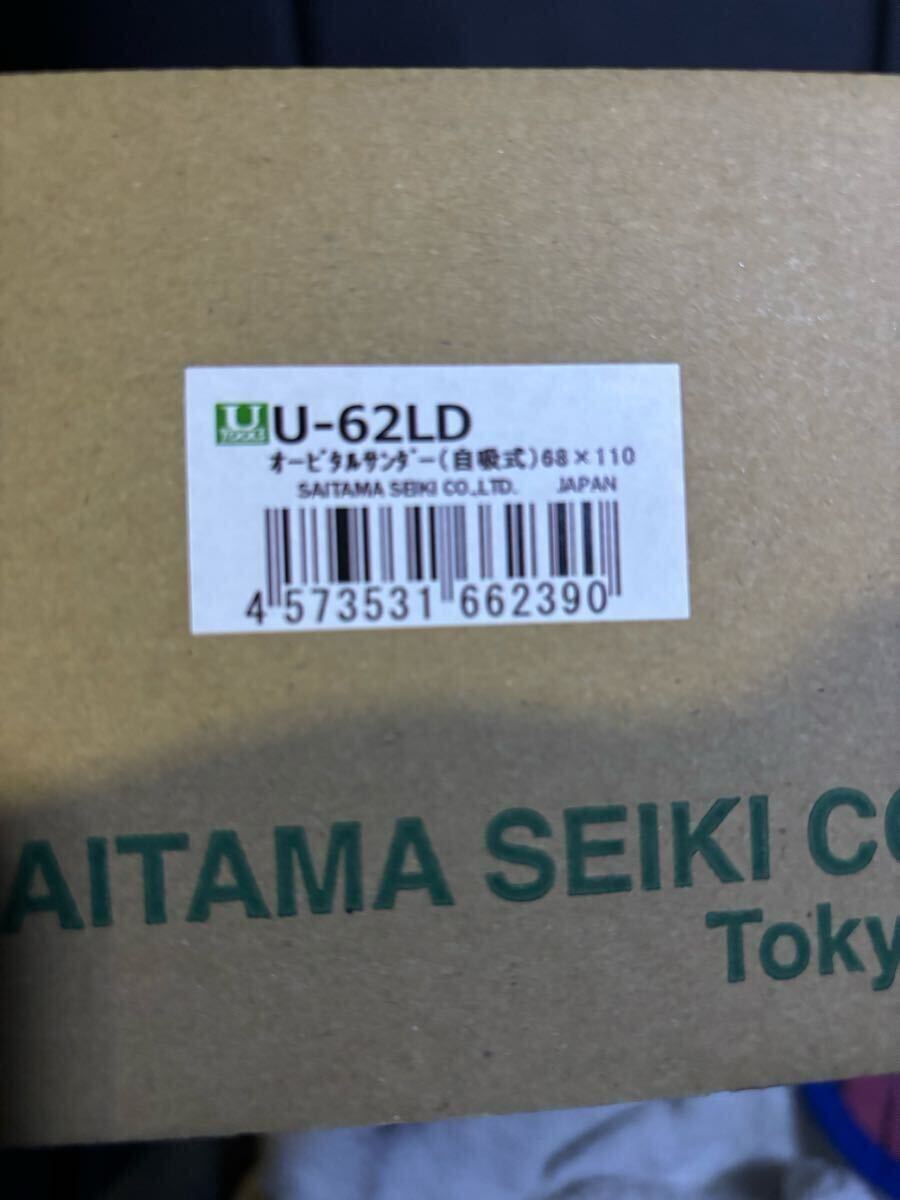 U TOOLS U-62LD
オービタルサンダー(自吸式)68×110
SAITAMA SEIKI CO.,LTD. JAPAN
4 573531 662390
AITAMA SEIKI CO
Toky